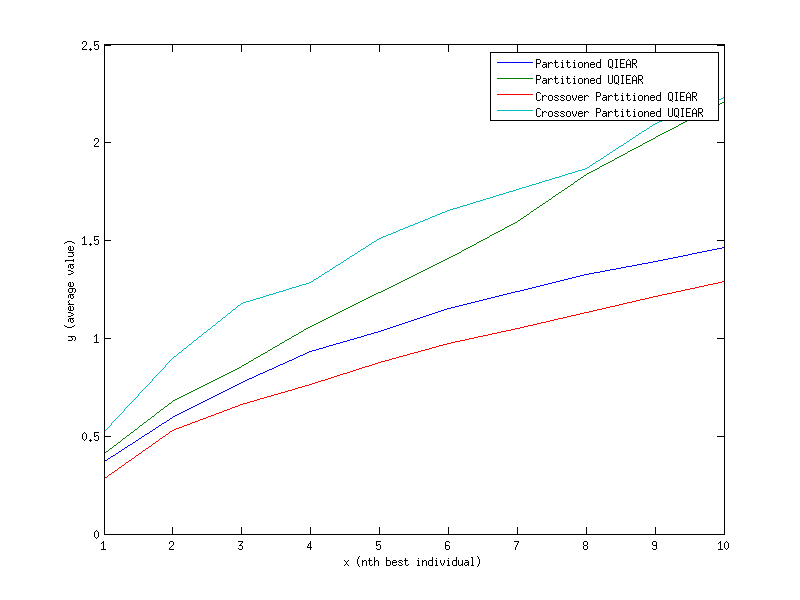 2.5
2
1.5
1
0.5
0
y (average value)
Partitioned QIEAR
Partitioned UQIEAR
Crossover Partitioned QIEAR
Crossover Partitioned UQIEAR
1 2 3 4 5 6 7 8 9 10
x (nth best individual)